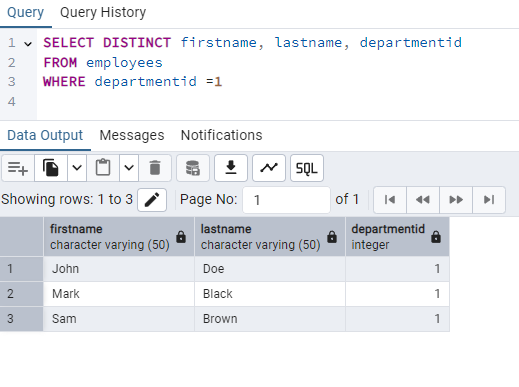 Query Query History
1 SELECT DISTINCT firstname, lastname, departmentid
2 FROM employees
3 WHERE departmentid =1
4
Data Output Messages Notifications
SQL
Showing rows: 1 to 3 Page No: 1 of 1
firstname lastname departmentid
character varying (50) character varying (50) integer
1 John Doe 1
2 Mark Black 1
3 Sam Brown 1